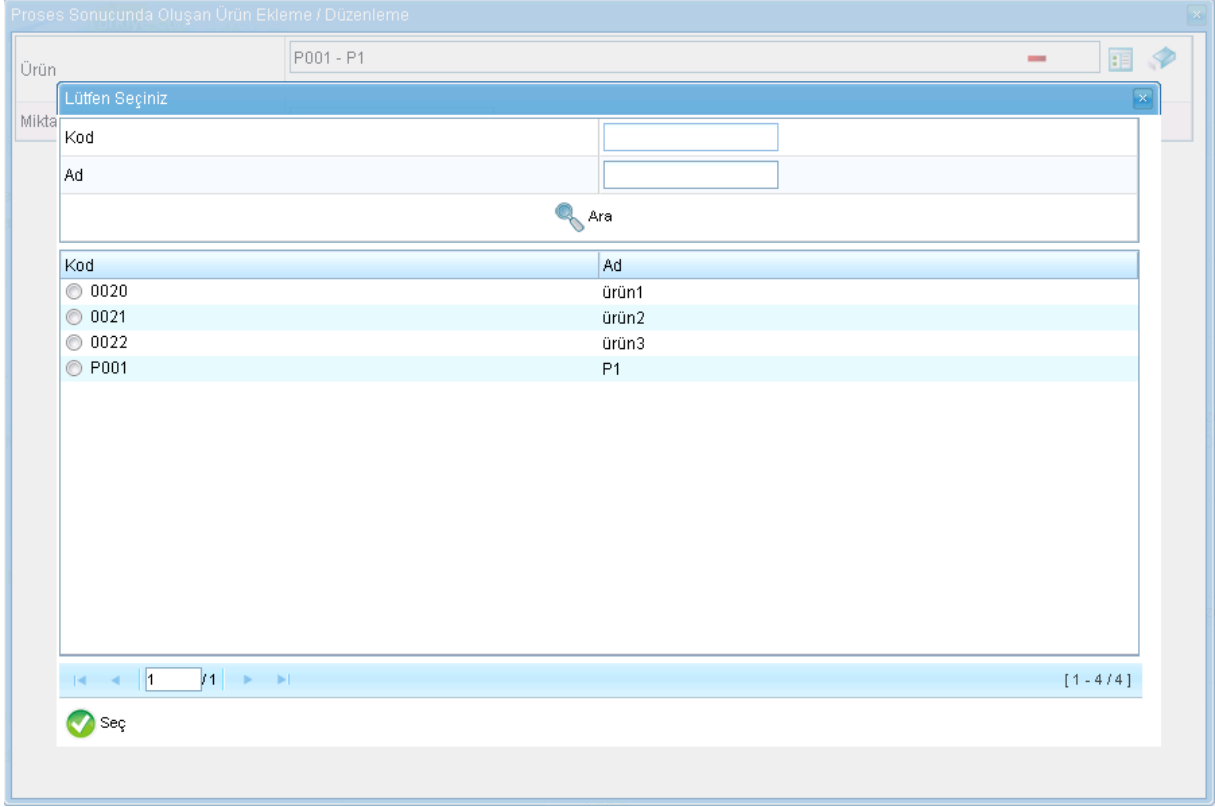 Proses Sonucunda Oluşan Ürün Ekleme / Düzenleme
Ürün
P001 - P1
Lütfen Seçiniz
Mikta
Kod
Ad
Ara
Kod Ad
0020 ürün1
0021 ürün2
0022 ürün3
P001 P1
1 / 1 [ 1 - 4 / 4 ]
Seç